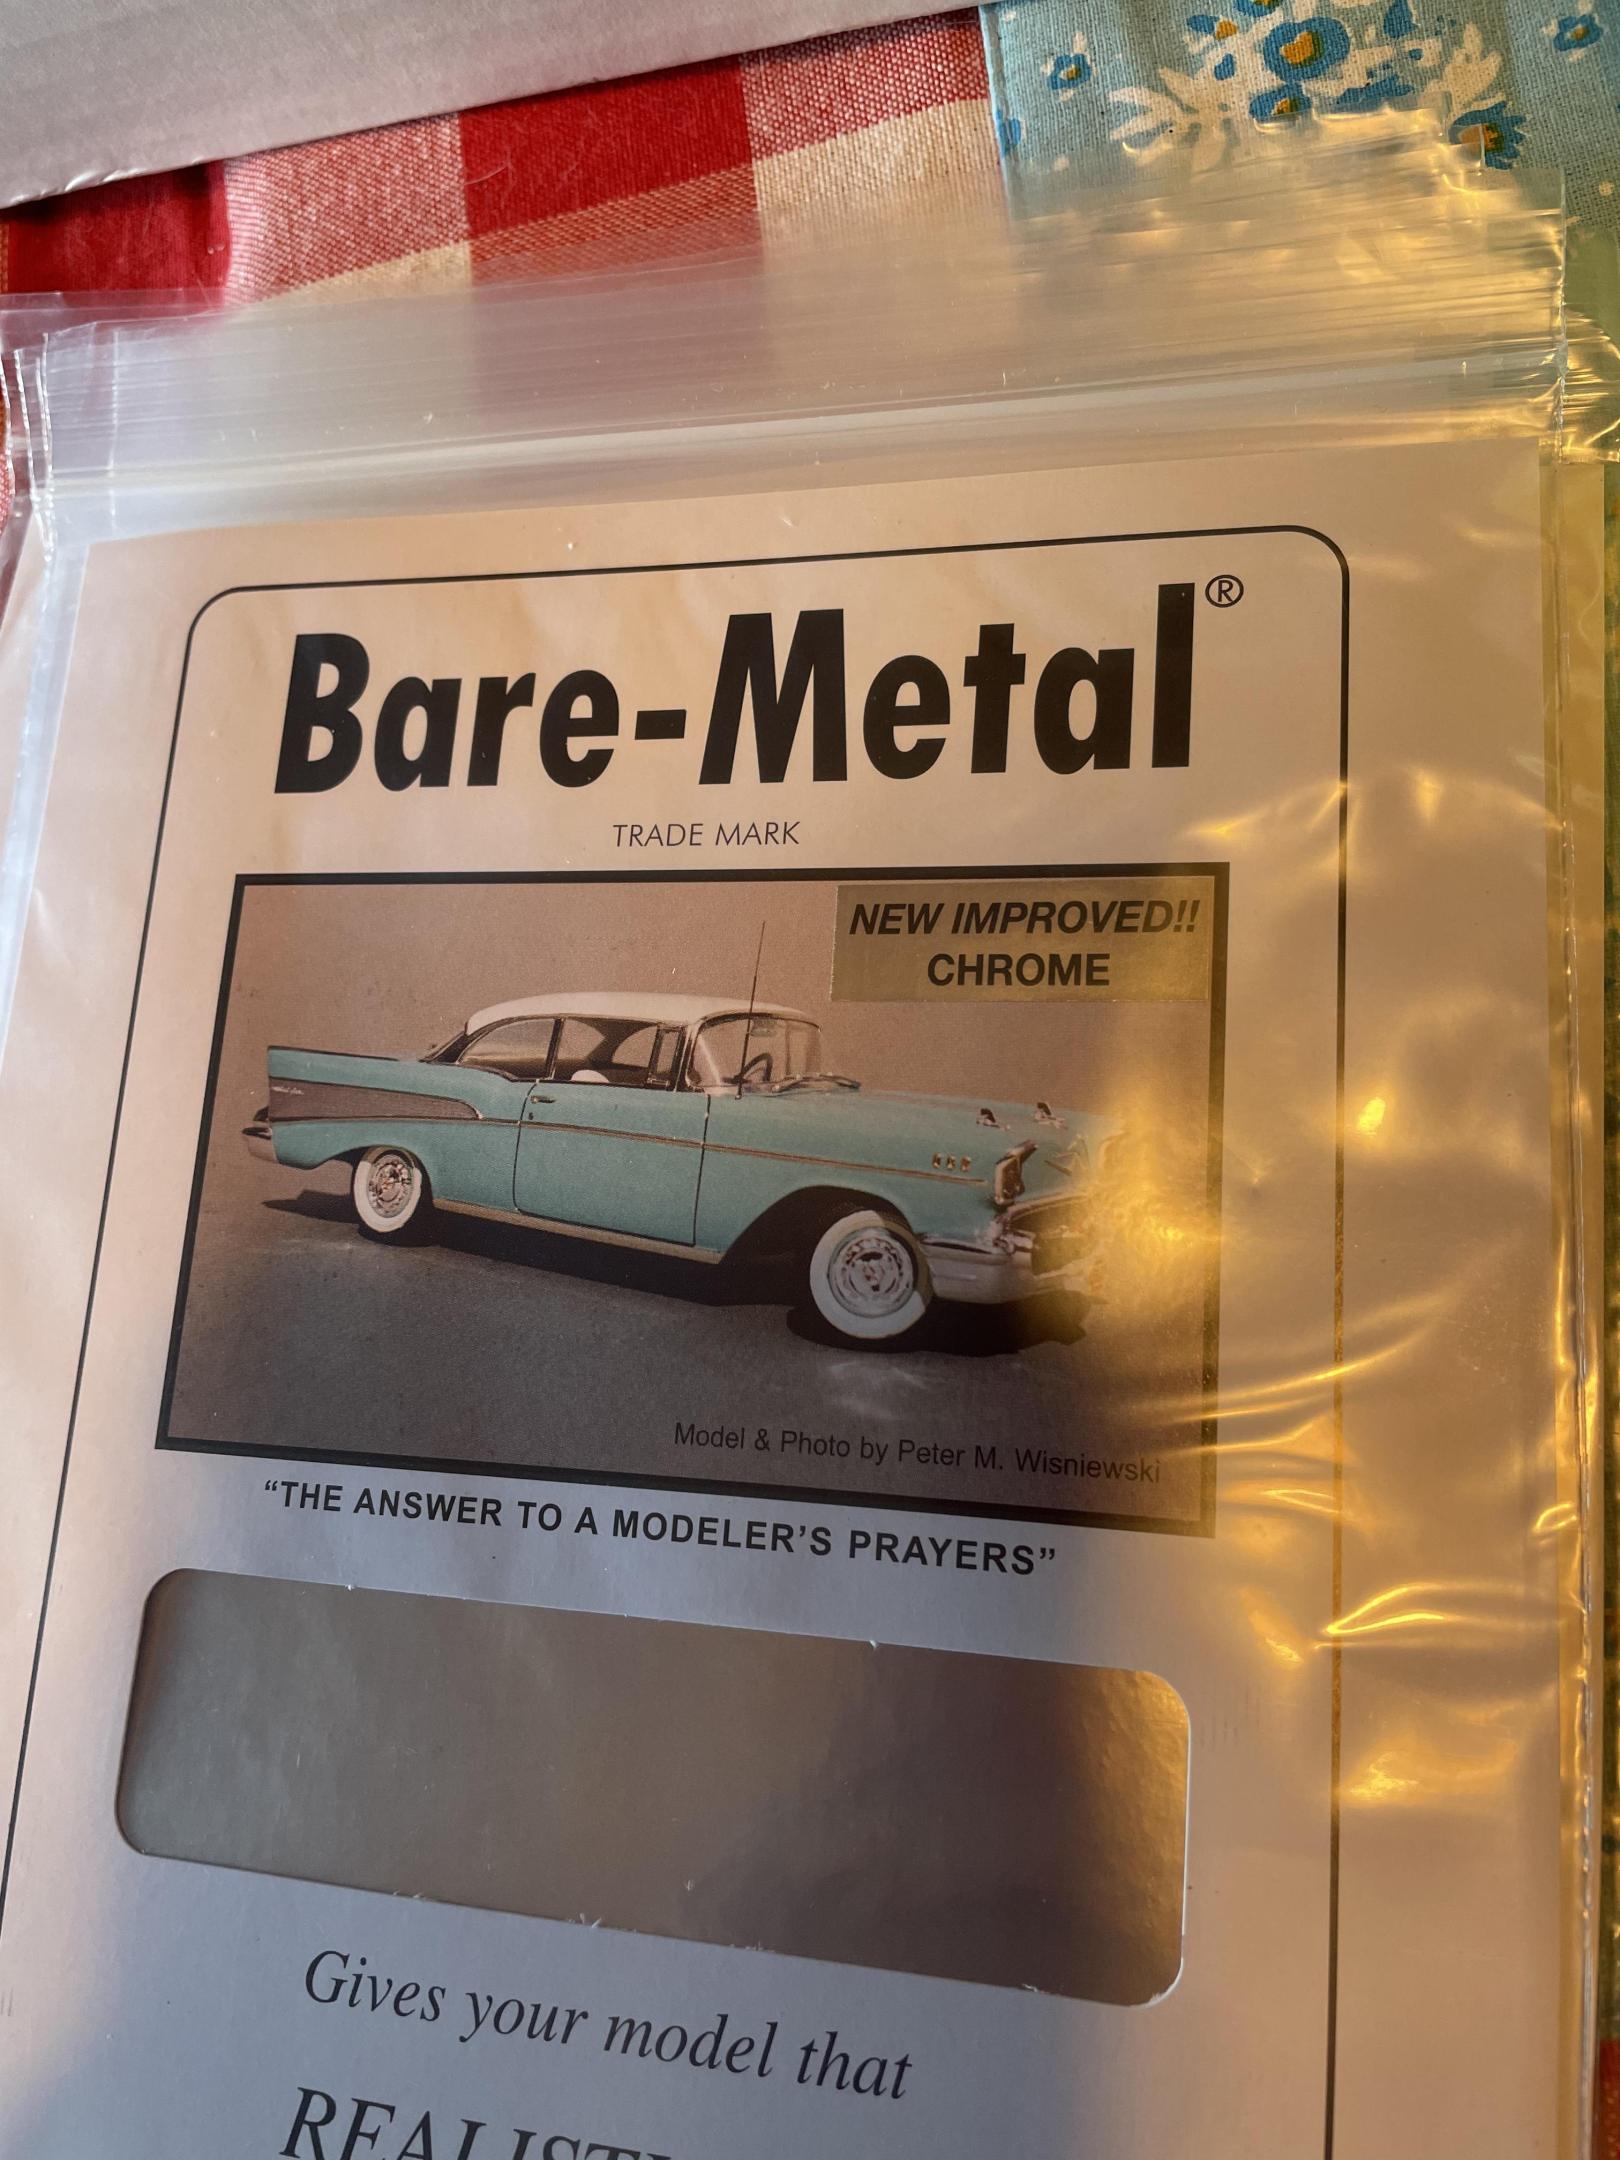 Bare-Metal®
TRADE MARK
NEW IMPROVED!!
CHROME
Model & Photo by Peter M. Wisniewski
“THE ANSWER TO A MODELER’S PRAYERS”
Gives your model that